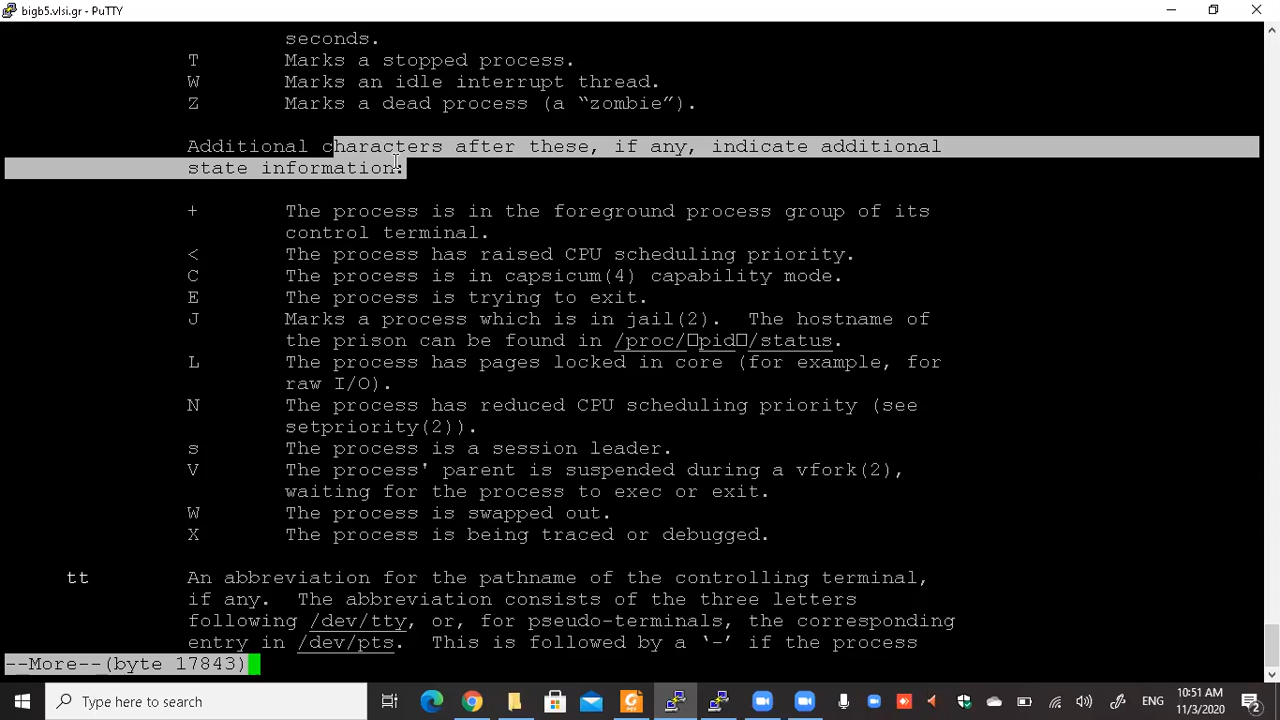 bigb5.vlsi.gr - PuTTY
seconds.
T Marks a stopped process.
W Marks an idle interrupt thread.
Z Marks a dead process (a “zombie”).
Additional characters after these, if any, indicate additional
state information:
+ The process is in the foreground process group of its
control terminal.
< The process has raised CPU scheduling priority.
C The process is in capsicum(4) capability mode.
E The process is trying to exit.
J Marks a process which is in jail(2). The hostname of
the prison can be found in /proc/□pid□/status.
L The process has pages locked in core (for example, for
raw I/O).
N The process has reduced CPU scheduling priority (see
setpriority(2)).
s The process is a session leader.
V The process' parent is suspended during a vfork(2),
waiting for the process to exec or exit.
W The process is swapped out.
X The process is being traced or debugged.
tt An abbreviation for the pathname of the controlling terminal,
if any. The abbreviation consists of the three letters
following /dev/tty, or, for pseudo-terminals, the corresponding
entry in /dev/pts. This is followed by a ‘-’ if the process
--More--(byte 17843)
Type here to search
ENG
10:51 AM
11/3/2020
2